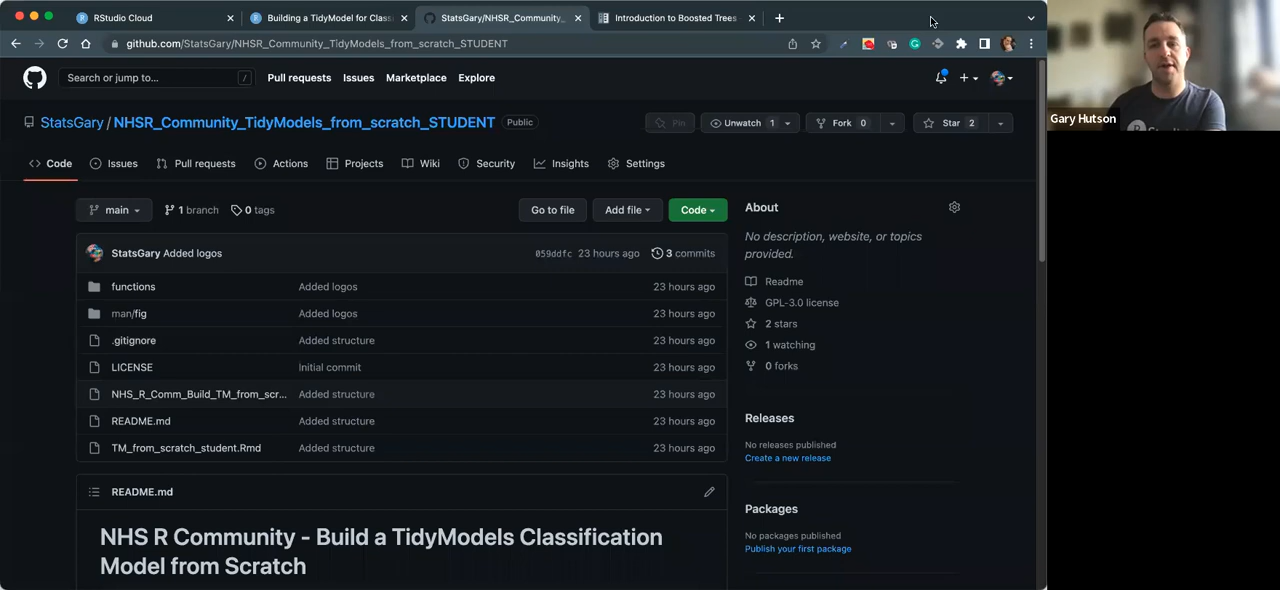 RStudio Cloud
Building a TidyModel for Class
StatsGary/NHSR_Community_
Introduction to Boosted Trees
github.com/StatsGary/NHSR_Community_TidyModels_from_scratch_STUDENT
Search or jump to...
/
Pull requests
Issues
Marketplace
Explore
StatsGary / NHSR_Community_TidyModels_from_scratch_STUDENT
Public
Pin
Unwatch 1
Fork 0
Star 2
Code
Issues
Pull requests
Actions
Projects
Wiki
Security
Insights
Settings
main
1 branch
0 tags
Go to file
Add file
Code
StatsGary Added logos
059ddfc 23 hours ago
3 commits
functions
Added logos
23 hours ago
man/fig
Added logos
23 hours ago
.gitignore
Added structure
23 hours ago
LICENSE
Initial commit
23 hours ago
NHS_R_Comm_Build_TM_from_scr...
Added structure
23 hours ago
README.md
Added structure
23 hours ago
TM_from_scratch_student.Rmd
Added structure
23 hours ago
README.md
NHS R Community - Build a TidyModels Classification
Model from Scratch
About
No description, website, or topics
provided.
Readme
GPL-3.0 license
2 stars
1 watching
0 forks
Releases
No releases published
Create a new release
Packages
No packages published
Publish your first package
Gary Hutson